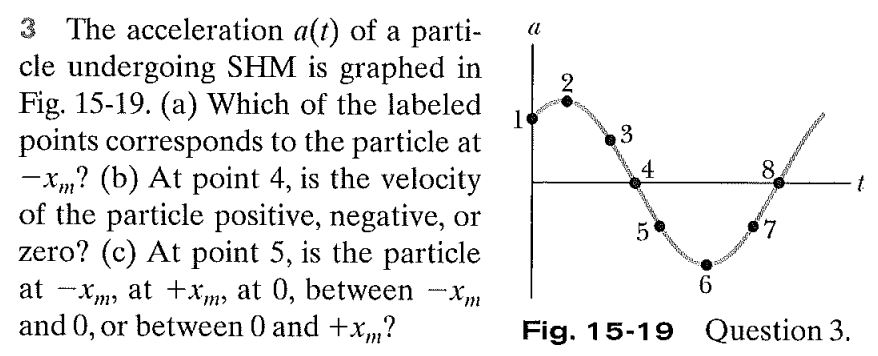 3 The acceleration a(t) of a parti-
cle undergoing SHM is graphed in
Fig. 15-19. (a) Which of the labeled
points corresponds to the particle at
−xₘ? (b) At point 4, is the velocity
of the particle positive, negative, or
zero? (c) At point 5, is the particle
at −xₘ, at +xₘ, at 0, between −xₘ
and 0, or between 0 and +xₘ?
a
1
2
3
4
5
6
7
8
t
Fig. 15-19 Question 3.